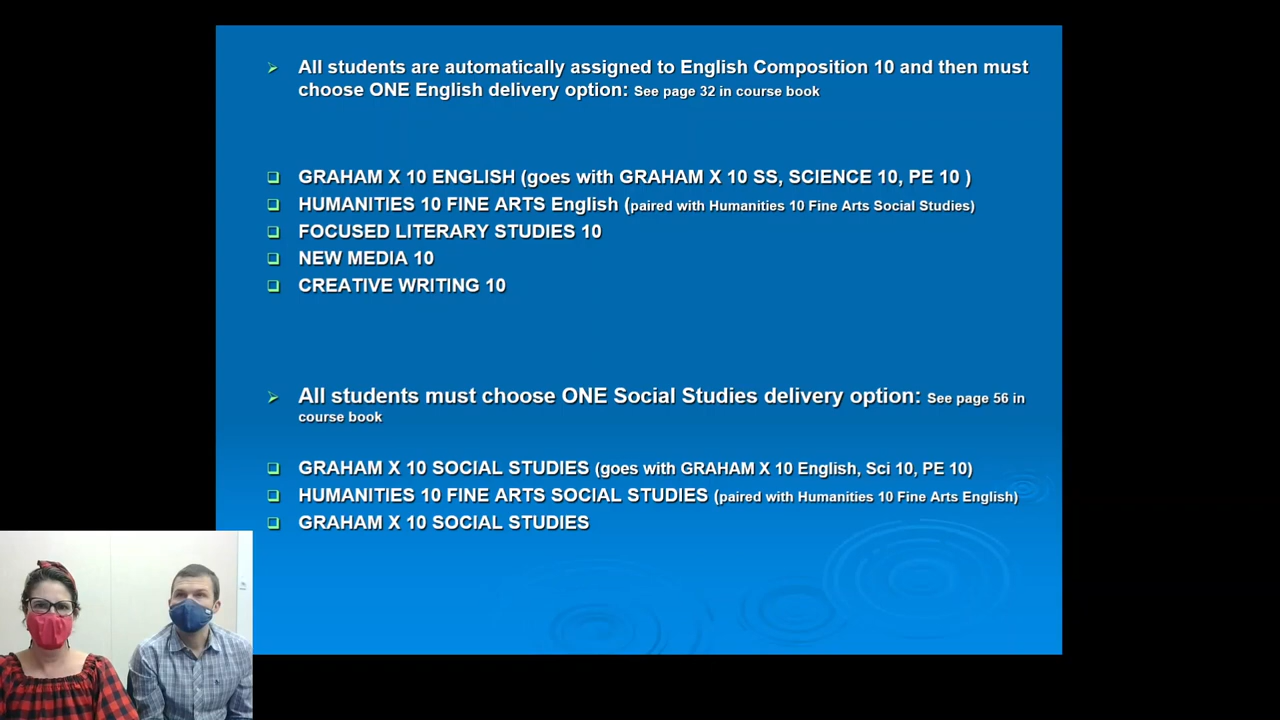 All students are automatically assigned to English Composition 10 and then must
choose ONE English delivery option: See page 32 in course book
GRAHAM X 10 ENGLISH (goes with GRAHAM X 10 SS, SCIENCE 10, PE 10 )
HUMANITIES 10 FINE ARTS English (paired with Humanities 10 Fine Arts Social Studies)
FOCUSED LITERARY STUDIES 10
NEW MEDIA 10
CREATIVE WRITING 10
All students must choose ONE Social Studies delivery option: See page 56 in
course book
GRAHAM X 10 SOCIAL STUDIES (goes with GRAHAM X 10 English, Sci 10, PE 10)
HUMANITIES 10 FINE ARTS SOCIAL STUDIES (paired with Humanities 10 Fine Arts English)
GRAHAM X 10 SOCIAL STUDIES